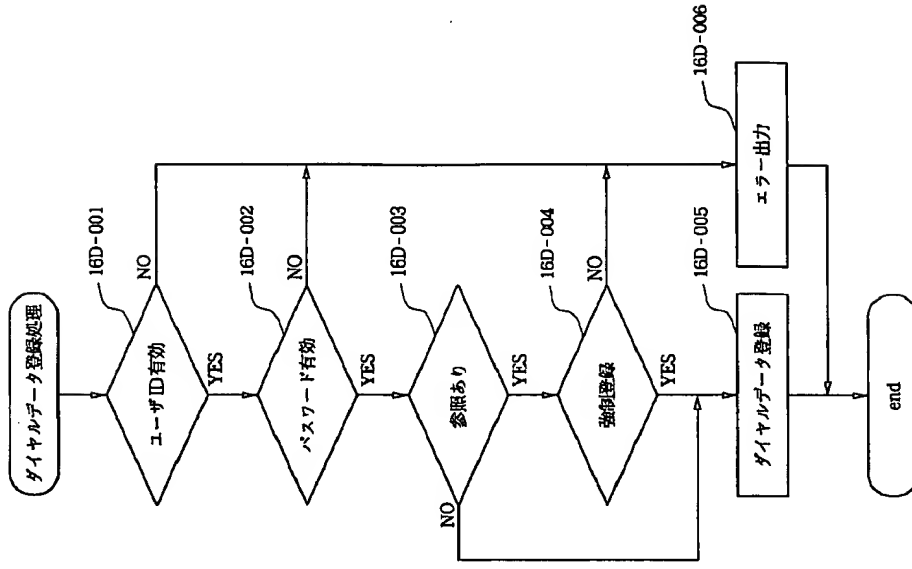 ダイヤルデータ登録処理
16D-001
ユーザID有効
NO
YES
16D-002
パスワード有効
NO
YES
16D-003
参照あり
NO
YES
16D-004
強制登録
NO
YES
16D-005
ダイヤルデータ登録
16D-006
エラー出力
end